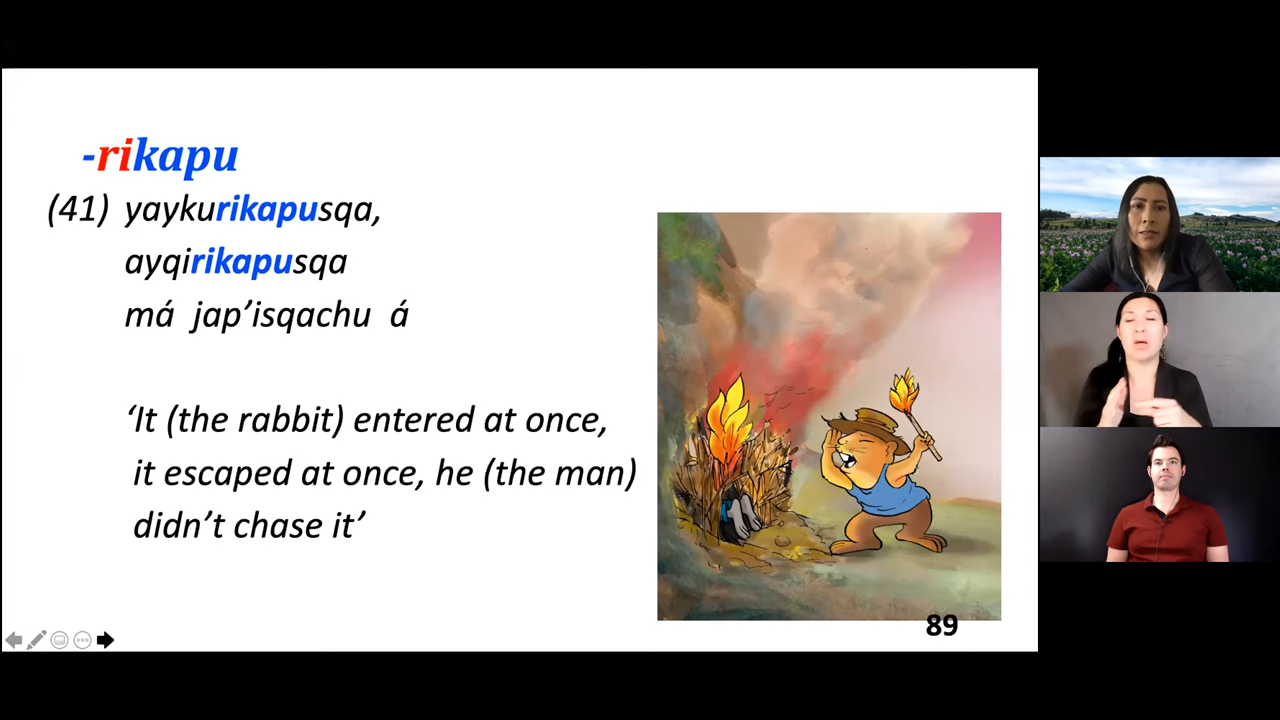 -rikapu
(41) yaykurikapusqa,
ayqirikapusqa
má jap’isqachu á
‘It (the rabbit) entered at once,
it escaped at once, he (the man)
didn’t chase it’
89